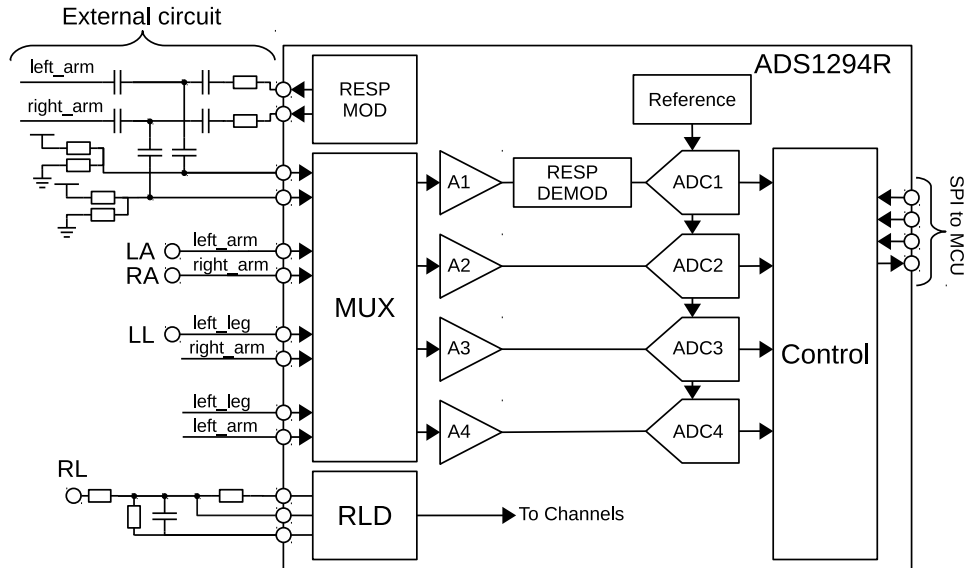 External circuit
left_arm
right_arm
RESP
MOD
ADS1294R
Reference
A1
RESP
DEMOD
ADC1
LA
left_arm
RA
right_arm
MUX
A2
ADC2
SPI to MCU
LL
left_leg
right_arm
A3
ADC3
Control
left_leg
left_arm
A4
ADC4
RL
RLD
To Channels